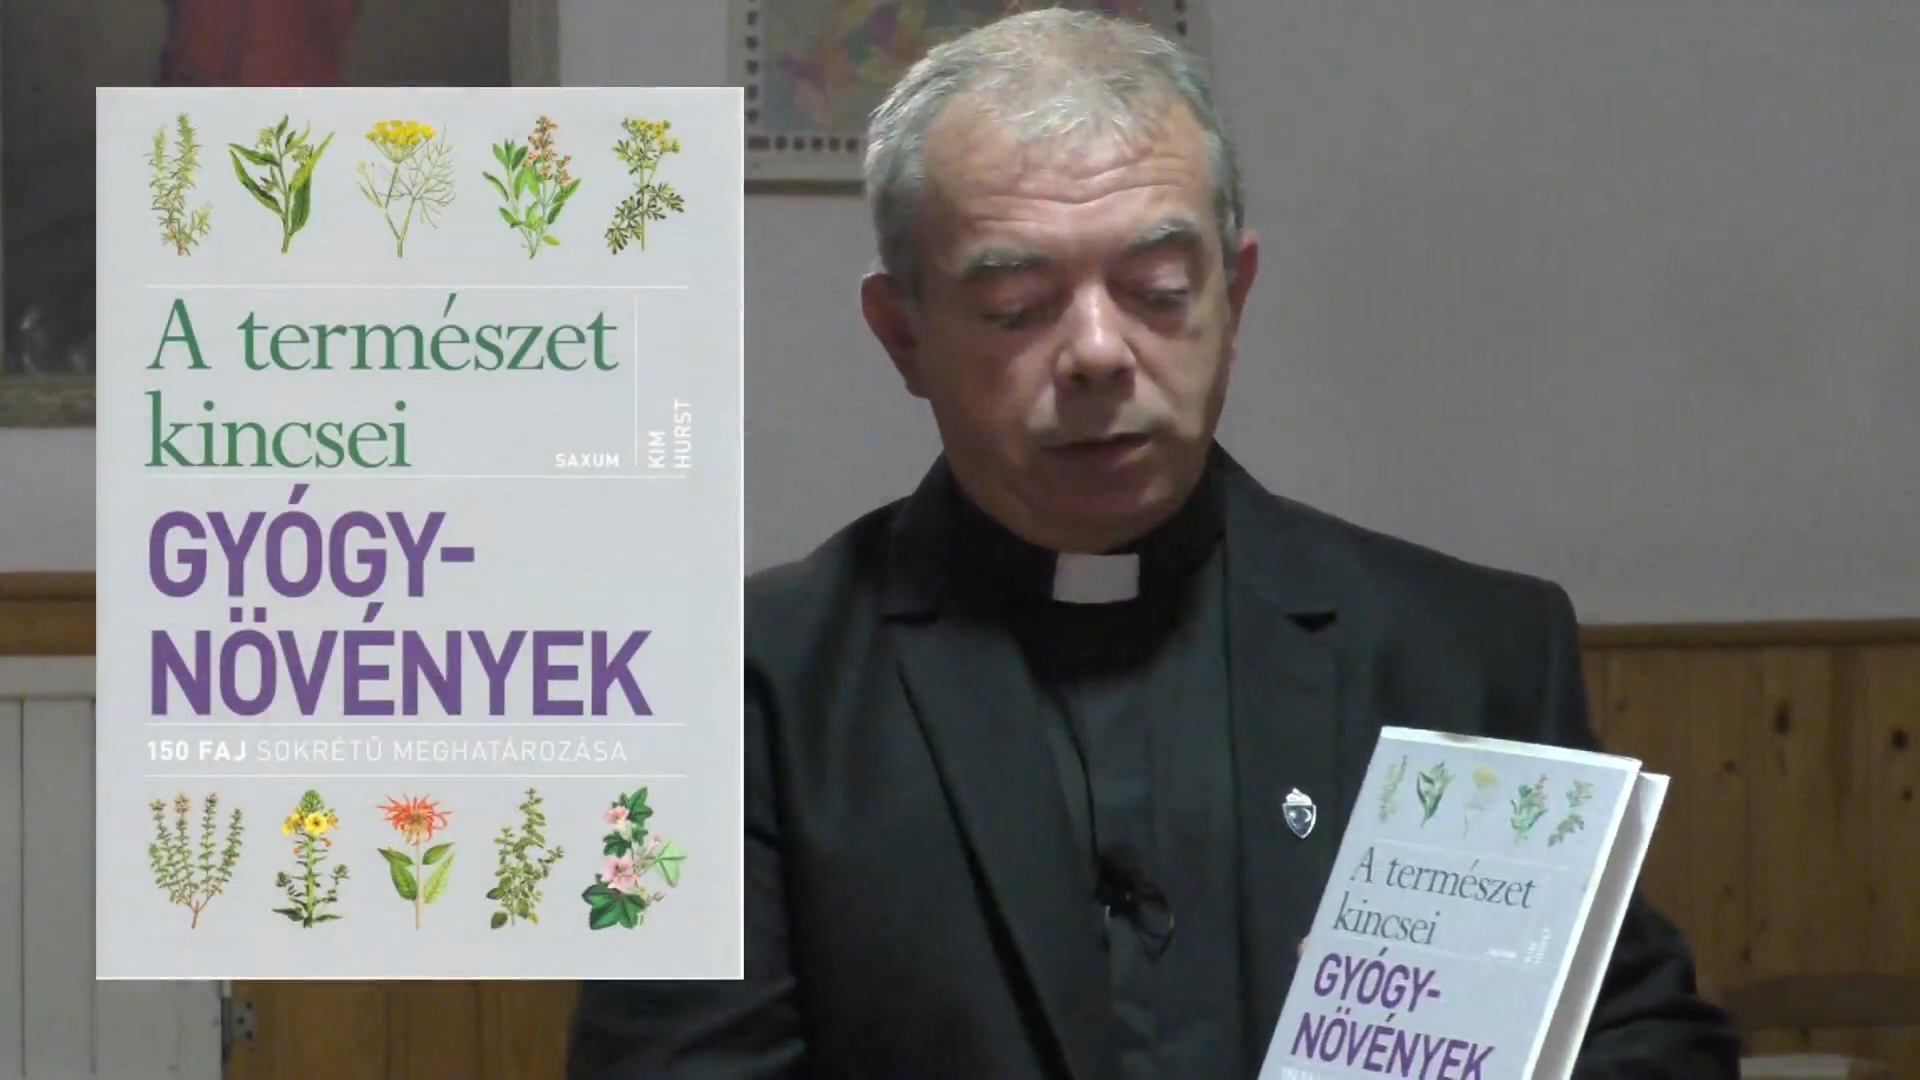 A természet
kincsei
SAXUM
KIM
HURST
GYÓGY-
NÖVÉNYEK
150 FAJ SOKRÉTŰ MEGHATÁROZÁSA
A természet
kincsei
GYÓGY-
NÖVÉNYEK